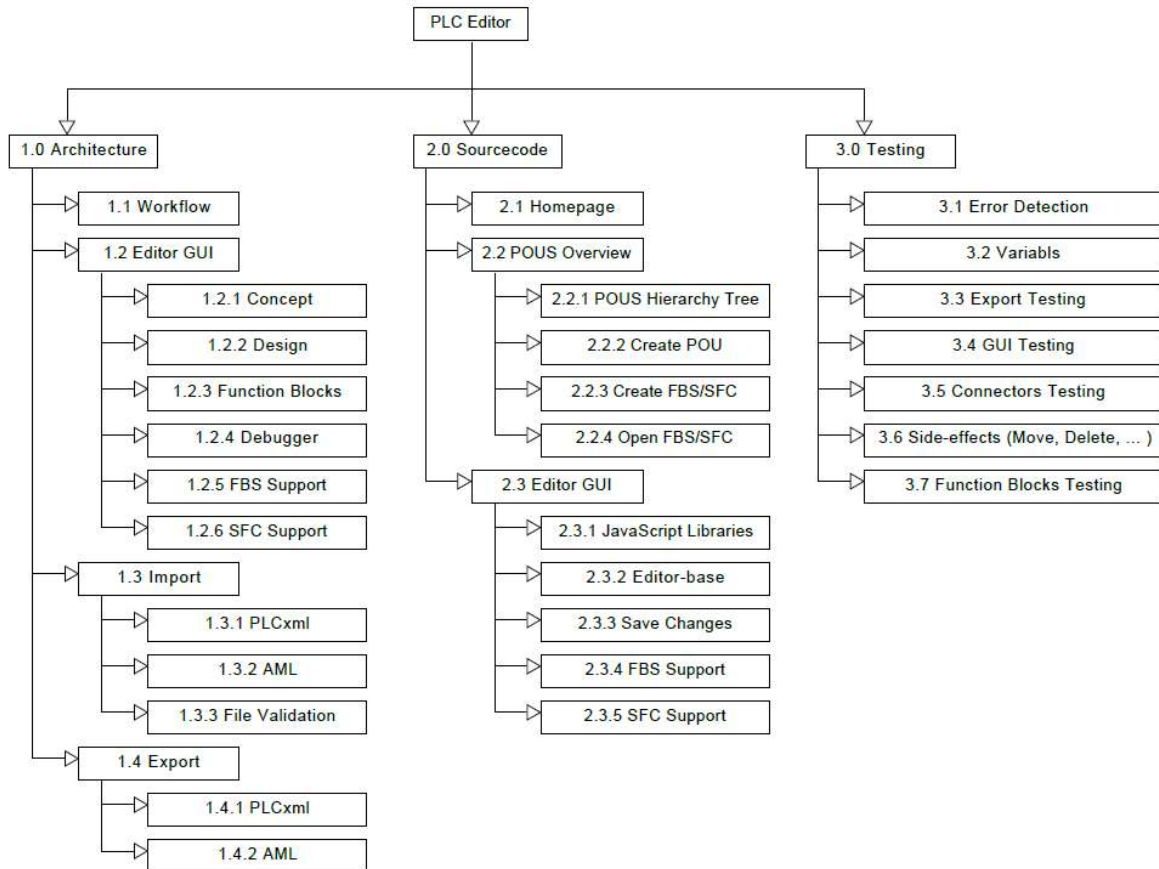 PLC Editor
1.0 Architecture
1.1 Workflow
1.2 Editor GUI
1.2.1 Concept
1.2.2 Design
1.2.3 Function Blocks
1.2.4 Debugger
1.2.5 FBS Support
1.2.6 SFC Support
1.3 Import
1.3.1 PLCxml
1.3.2 AML
1.3.3 File Validation
1.4 Export
1.4.1 PLCxml
1.4.2 AML
2.0 Sourcecode
2.1 Homepage
2.2 POUS Overview
2.2.1 POUS Hierarchy Tree
2.2.2 Create POU
2.2.3 Create FBS/SFC
2.2.4 Open FBS/SFC
2.3 Editor GUI
2.3.1 JavaScript Libraries
2.3.2 Editor-base
2.3.3 Save Changes
2.3.4 FBS Support
2.3.5 SFC Support
3.0 Testing
3.1 Error Detection
3.2 Variabls
3.3 Export Testing
3.4 GUI Testing
3.5 Connectors Testing
3.6 Side-effects (Move, Delete, ... )
3.7 Function Blocks Testing